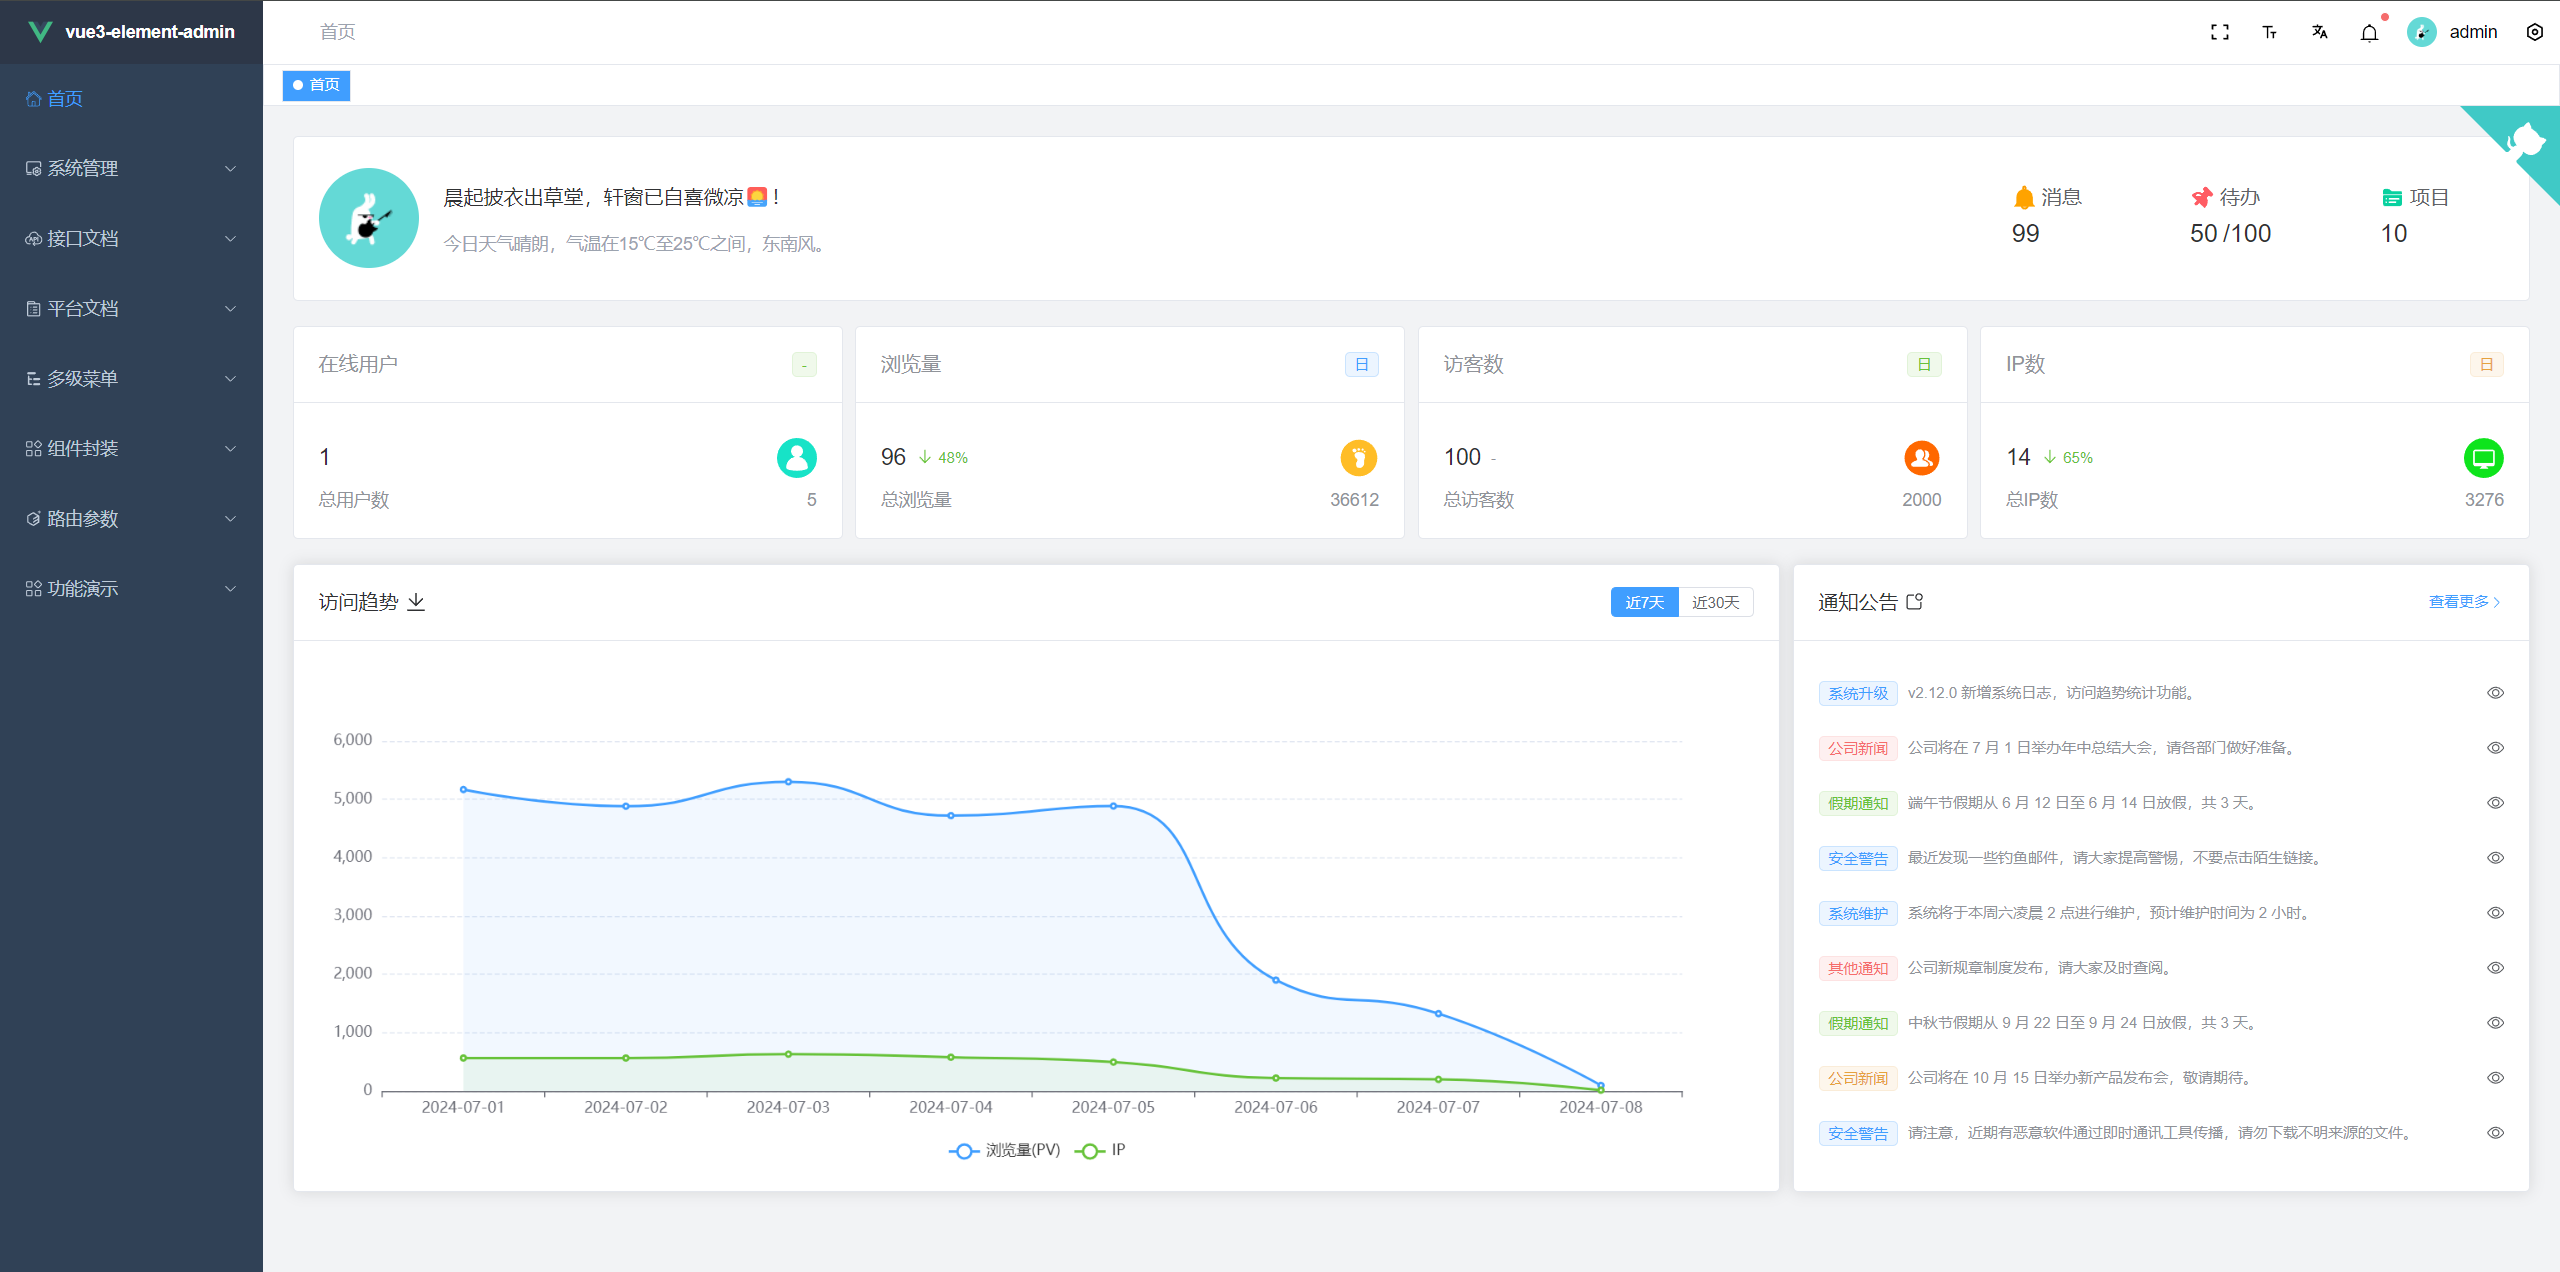 vue3-element-admin
首页
admin
首页
首页
系统管理
接口文档
平台文档
多级菜单
组件封装
路由参数
功能演示
晨起披衣出草堂，轩窗已自喜微凉🌅！
今日天气晴朗，气温在15℃至25℃之间，东南风。
消息
99
待办
50 /100
项目
10
在线用户
-
1
总用户数
5
浏览量
日
96
48%
总浏览量
36612
访客数
日
100 -
总访客数
2000
IP数
日
14
65%
总IP数
3276
访问趋势
近7天
近30天
6,000
5,000
4,000
3,000
2,000
1,000
0
2024-07-01
2024-07-02
2024-07-03
2024-07-04
2024-07-05
2024-07-06
2024-07-07
2024-07-08
浏览量(PV)
IP
通知公告
查看更多
系统升级 v2.12.0 新增系统日志，访问趋势统计功能。
公司新闻 公司将在 7 月 1 日举办年中总结大会，请各部门做好准备。
假期通知 端午节假期从 6 月 12 日至 6 月 14 日放假，共 3 天。
安全警告 最近发现一些钓鱼邮件，请大家提高警惕，不要点击陌生链接。
系统维护 系统将于本周六凌晨 2 点进行维护，预计维护时间为 2 小时。
其他通知 公司新规章制度发布，请大家及时查阅。
假期通知 中秋节假期从 9 月 22 日至 9 月 24 日放假，共 3 天。
公司新闻 公司将在 10 月 15 日举办新产品发布会，敬请期待。
安全警告 请注意，近期有恶意软件通过即时通讯工具传播，请勿下载不明来源的文件。